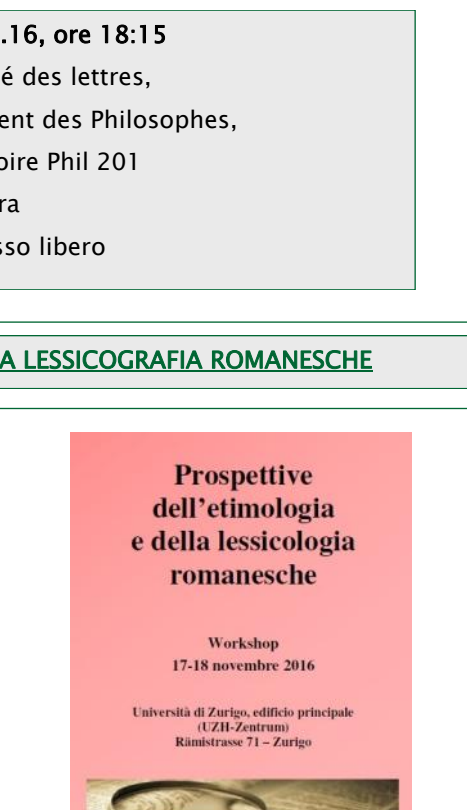 .16, ore 18:15
é des lettres,
ent des Philosophes,
oire Phil 201
ra
sso libero
A LESSICOGRAFIA ROMANESCHE
Prospettive
dell’etimologia
e della lessicologia
romanesche
Workshop
17-18 novembre 2016
Università di Zurigo, edificio principale
(UZH-Zentrum)
Rämistrasse 71 – Zurigo